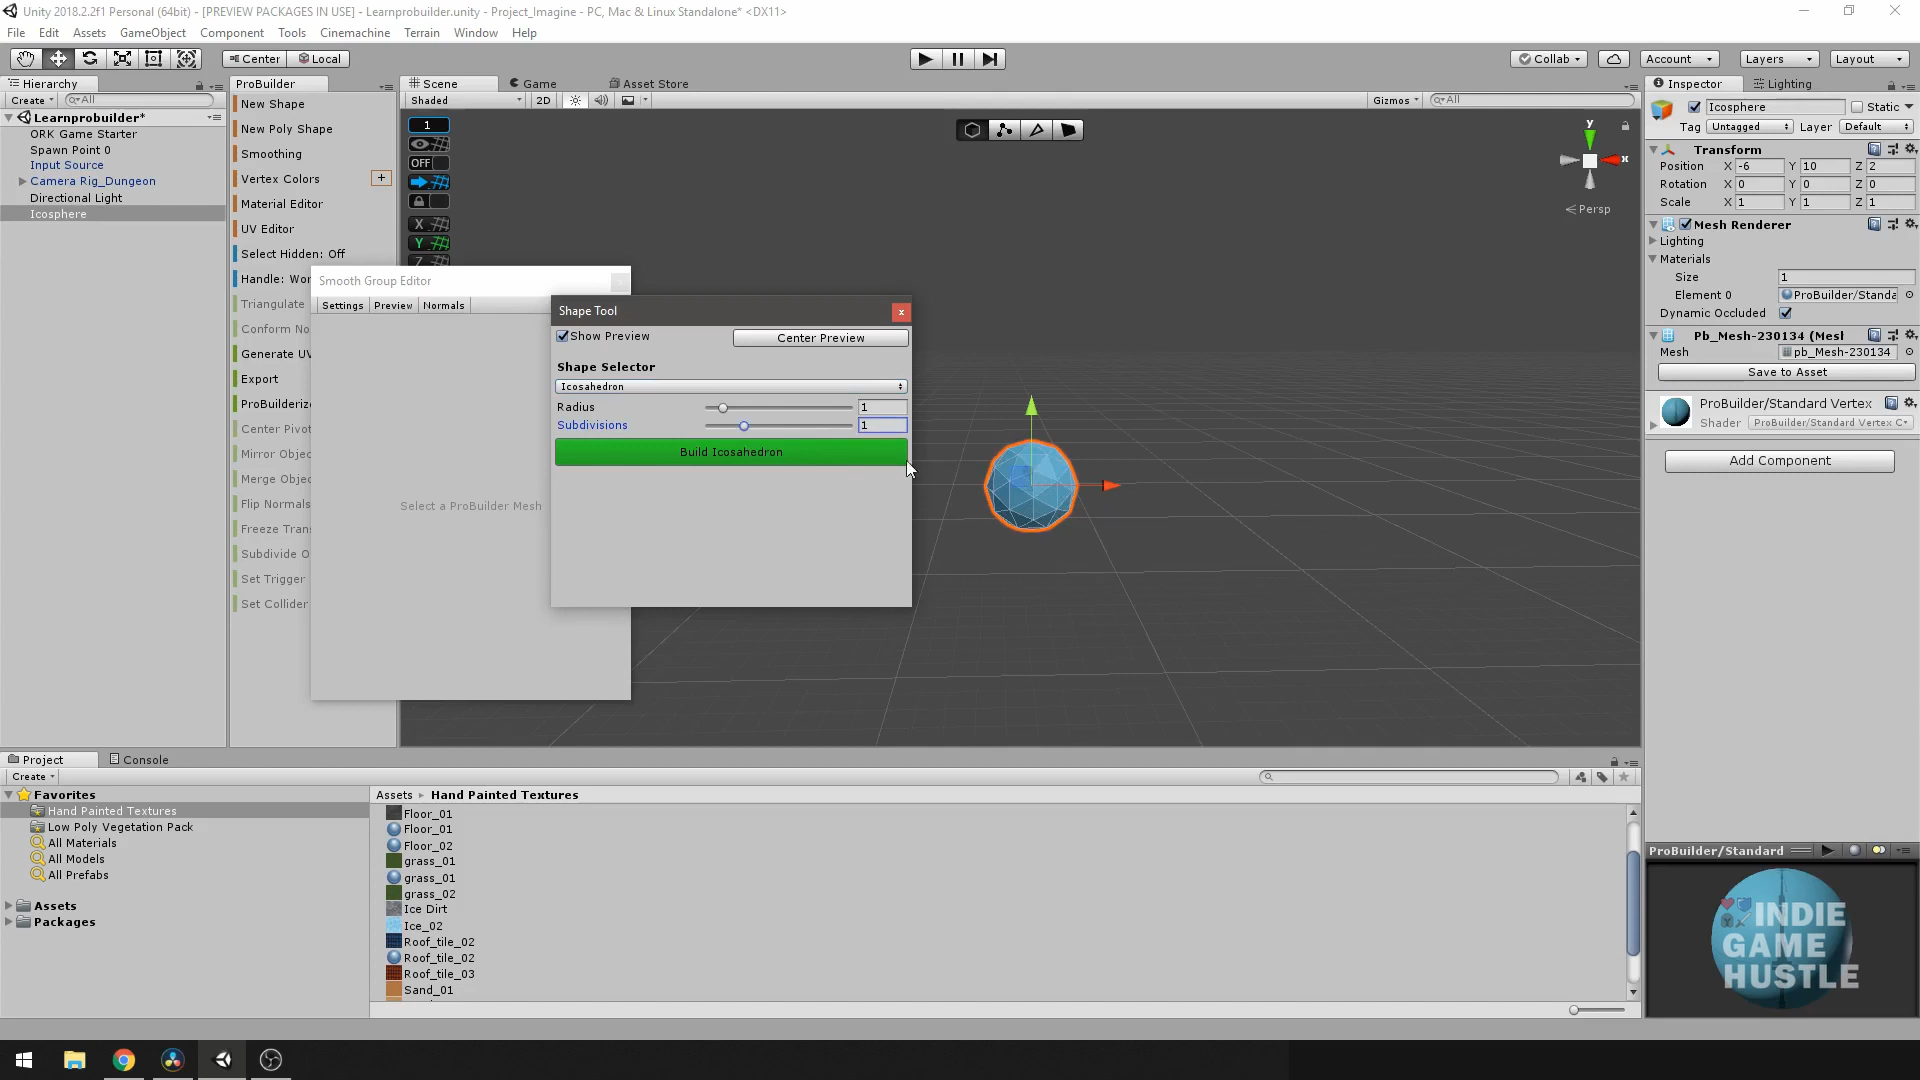 Unity 2018.2.2f1 Personal (64bit) - [PREVIEW PACKAGES IN USE] - Learnprobuilder.unity - Project_Imagine - PC, Mac & Linux Standalone* <DX11>
File Edit Assets GameObject Component Tools Cinemachine Terrain Window Help
Center Local Collab Account Layers Layout
Hierarchy
Create All
Learnprobuilder*
ORK Game Starter
Spawn Point 0
Input Source
Camera Rig_Dungeon
Directional Light
Icosphere
ProBuilder
New Shape
New Poly Shape
Smoothing
Vertex Colors +
Material Editor
UV Editor
Select Hidden: Off
Handle: Wor
Triangulate
Conform No
Generate UV
Export
ProBuilderize
Center Pivot
Mirror Objec
Merge Objec
Flip Normals
Freeze Tran
Subdivide O
Set Trigger
Set Collider
Scene Game Asset Store
Shaded 2D Gizmos All
1
OFF
X
Y
Z
y
x
Persp
Smooth Group Editor
Settings Preview Normals
Select a ProBuilder Mesh
Shape Tool x
Show Preview Center Preview
Shape Selector
Icosahedron
Radius 1
Subdivisions 1
Build Icosahedron
Inspector Lighting
Icosphere Static
Tag Untagged Layer Default
Transform
Position X -6 Y 10 Z 2
Rotation X 0 Y 0 Z 0
Scale X 1 Y 1 Z 1
Mesh Renderer
Lighting
Materials
Size 1
Element 0 ProBuilder/Standa
Dynamic Occluded
Pb_Mesh-230134 (Mesl
Mesh pb_Mesh-230134
Save to Asset
ProBuilder/Standard Vertex
Shader ProBuilder/Standard Vertex C
Add Component
Project Console
Create
Favorites
Hand Painted Textures
Low Poly Vegetation Pack
All Materials
All Models
All Prefabs
Assets
Packages
Assets Hand Painted Textures
Floor_01
Floor_01
Floor_02
grass_01
grass_01
grass_02
Ice Dirt
Ice_02
Roof_tile_02
Roof_tile_02
Roof_tile_03
Sand_01
ProBuilder/Standard
INDIE
GAME
HUSTLE